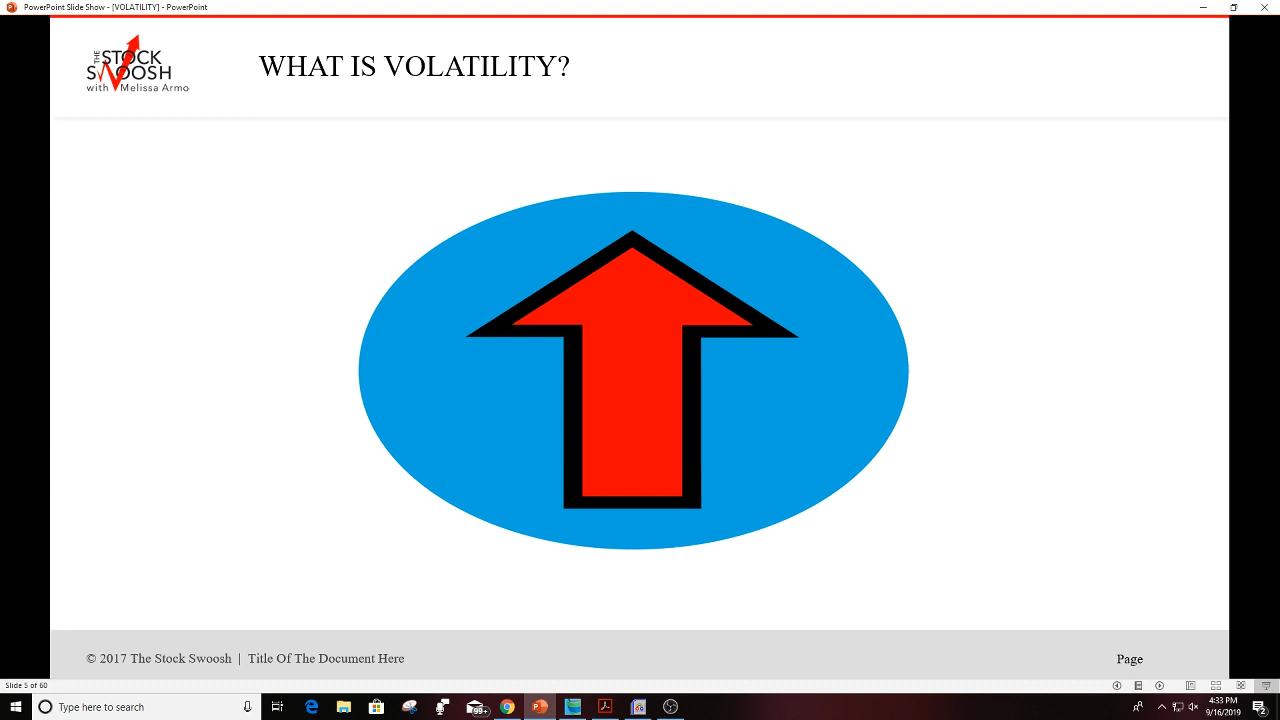 PowerPoint Slide Show - [VOLATILITY] - PowerPoint
THE STOCK
SWOOSH
with Melissa Armo
WHAT IS VOLATILITY?
© 2017 The Stock Swoosh | Title Of The Document Here
Page
Slide 5 of 60
Type here to search
99+
4:33 PM
9/16/2019
2